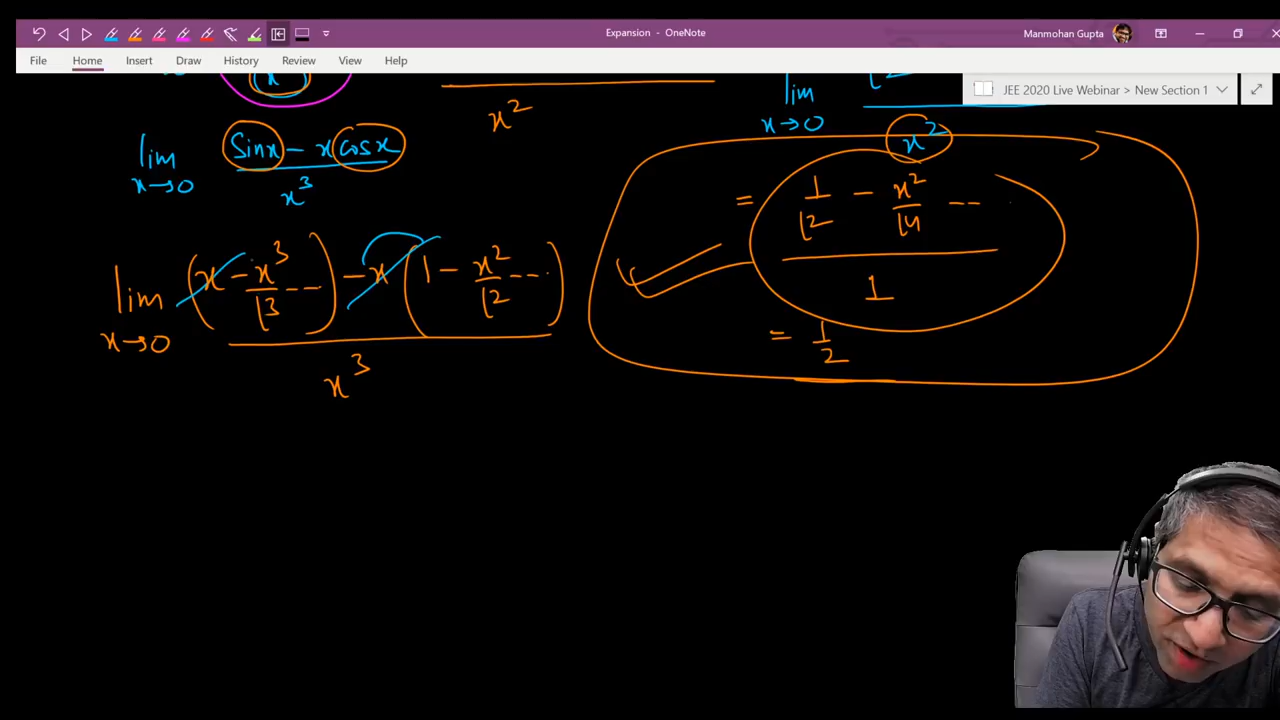 Expansion - OneNote
Manmohan Gupta
File Home Insert Draw History Review View Help
JEE 2020 Live Webinar > New Section 1
x²
lim x→0
x²
lim x→0 (Sinx - x cosx) / x³
= (1/⌊2 - x²/⌊4 ---) / 1
lim x→0 ((x - x³/⌊3 ---) - x (1 - x²/⌊2 ---)) / x³
= 1/2